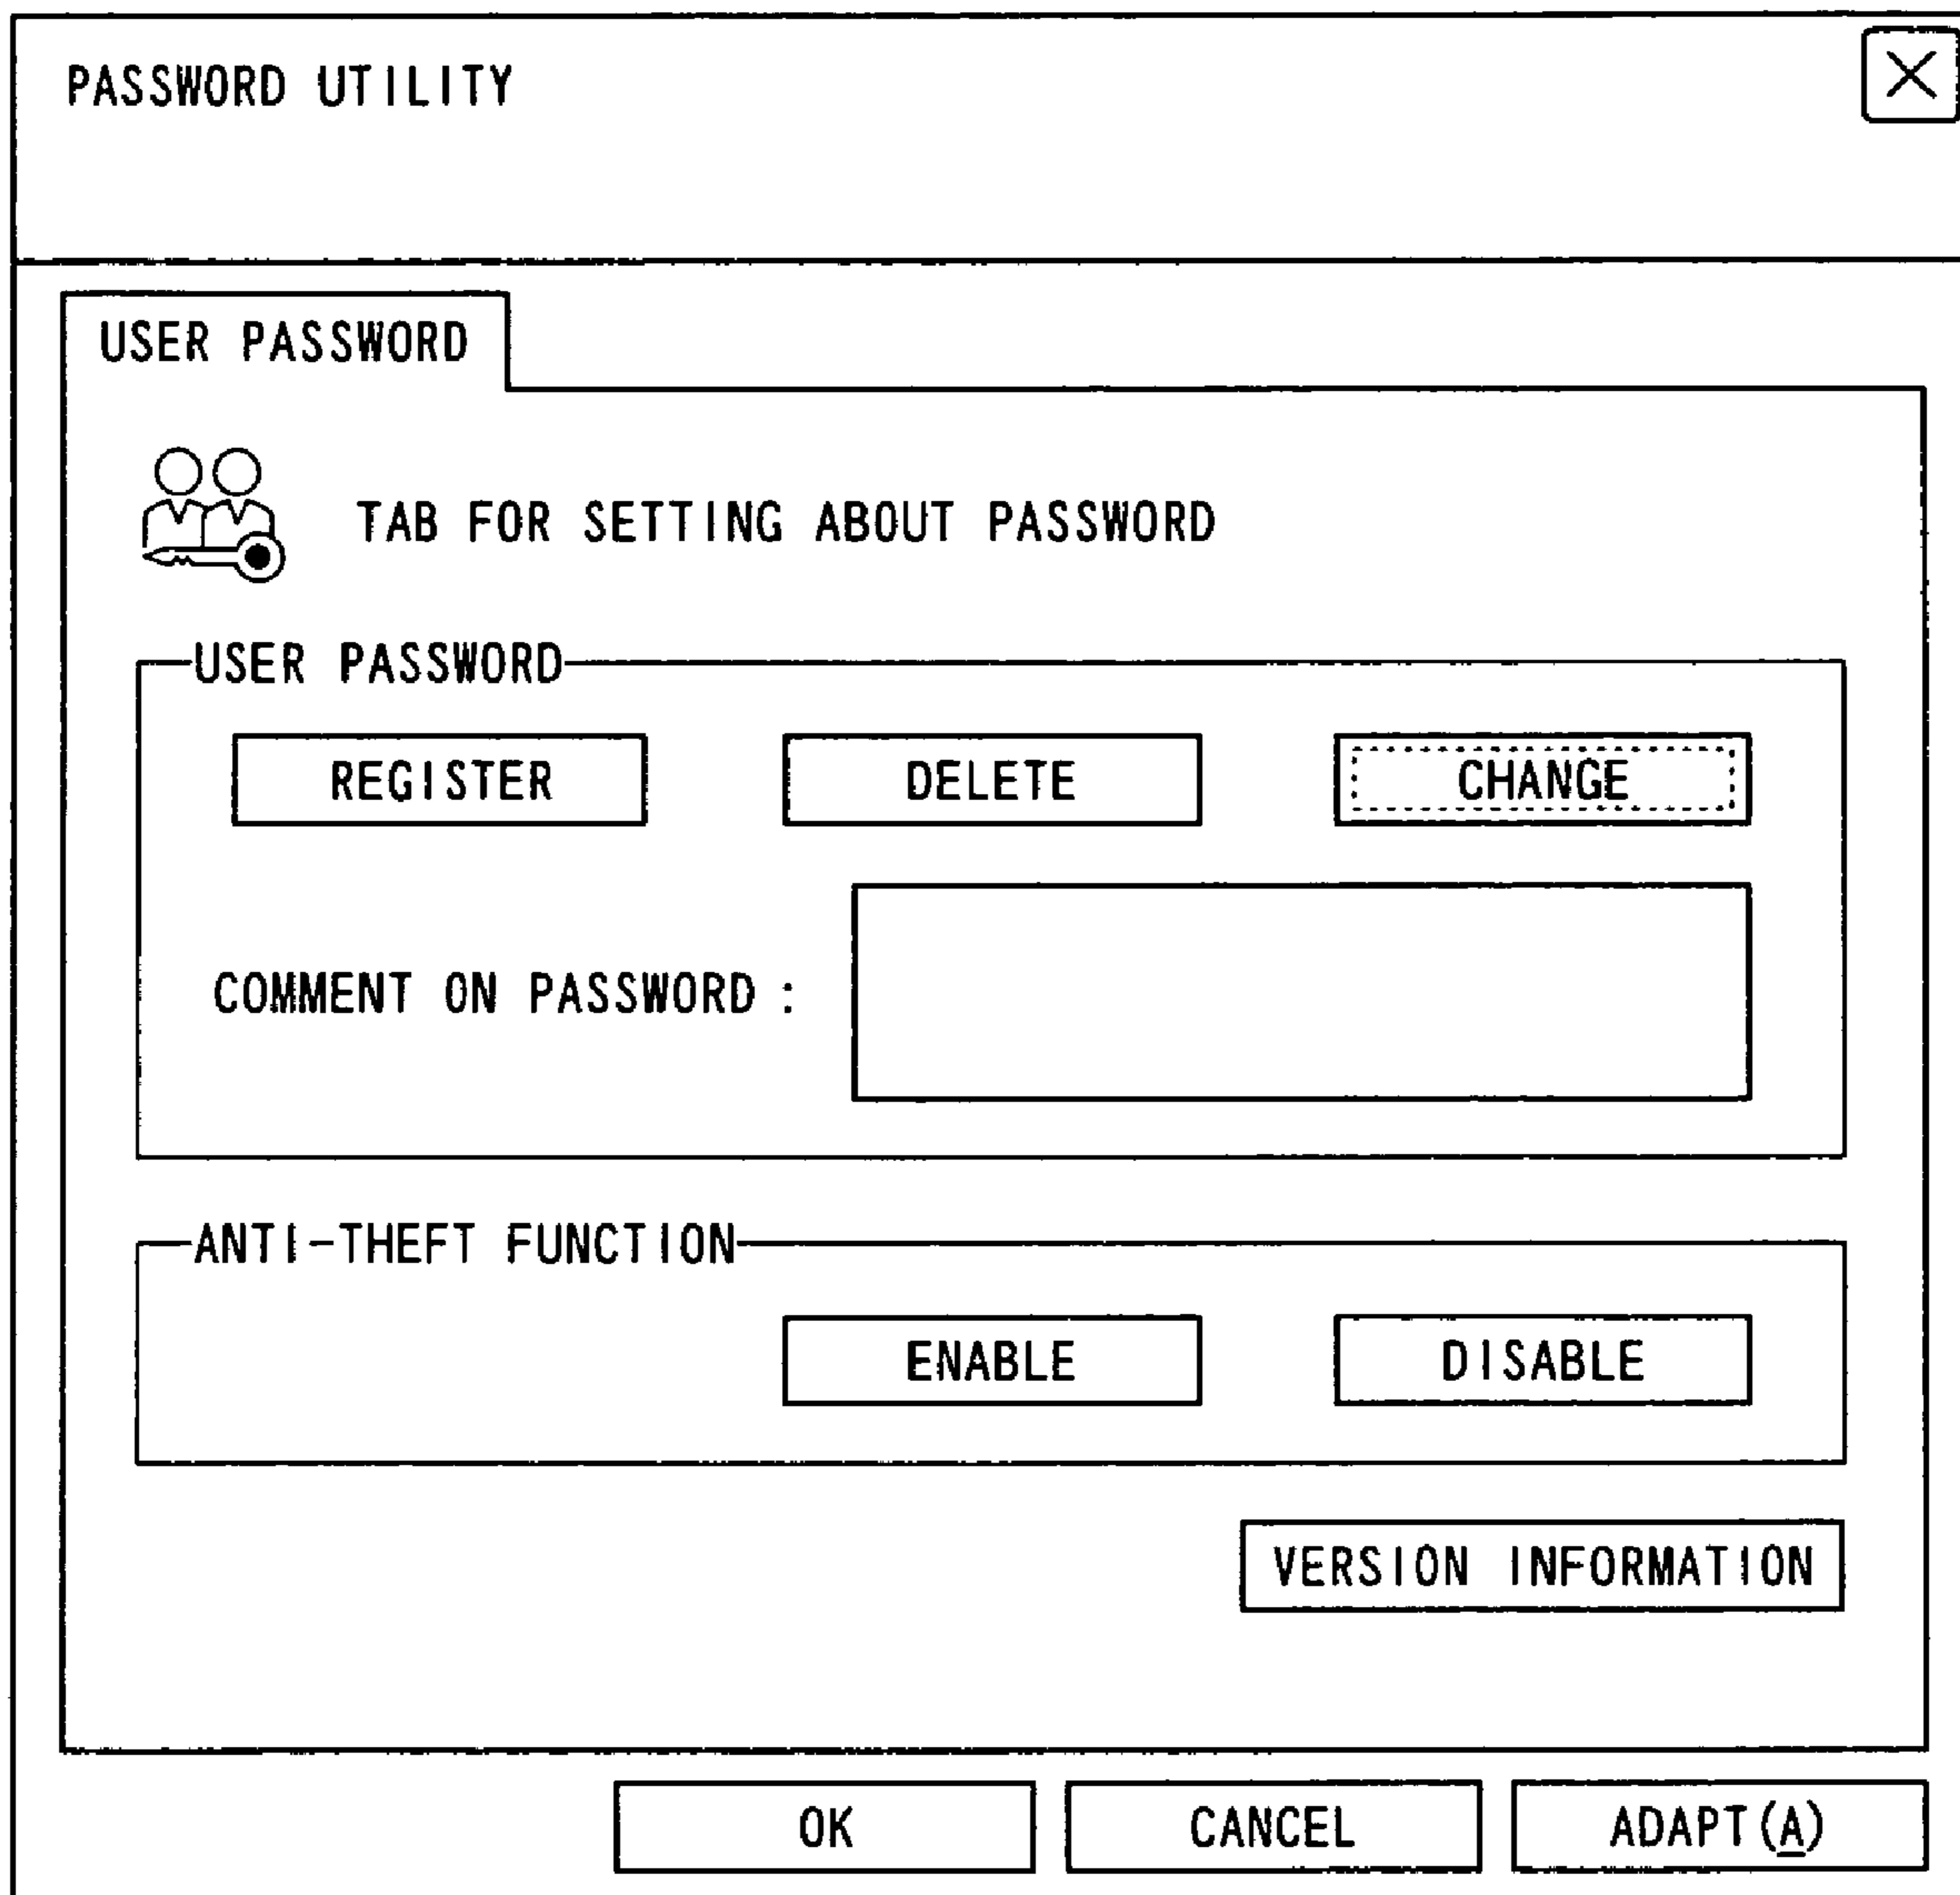 PASSWORD UTILITY
USER PASSWORD
TAB FOR SETTING ABOUT PASSWORD
USER PASSWORD
REGISTER DELETE CHANGE
COMMENT ON PASSWORD :
ANTI-THEFT FUNCTION
ENABLE DISABLE
VERSION INFORMATION
OK CANCEL ADAPT(A)